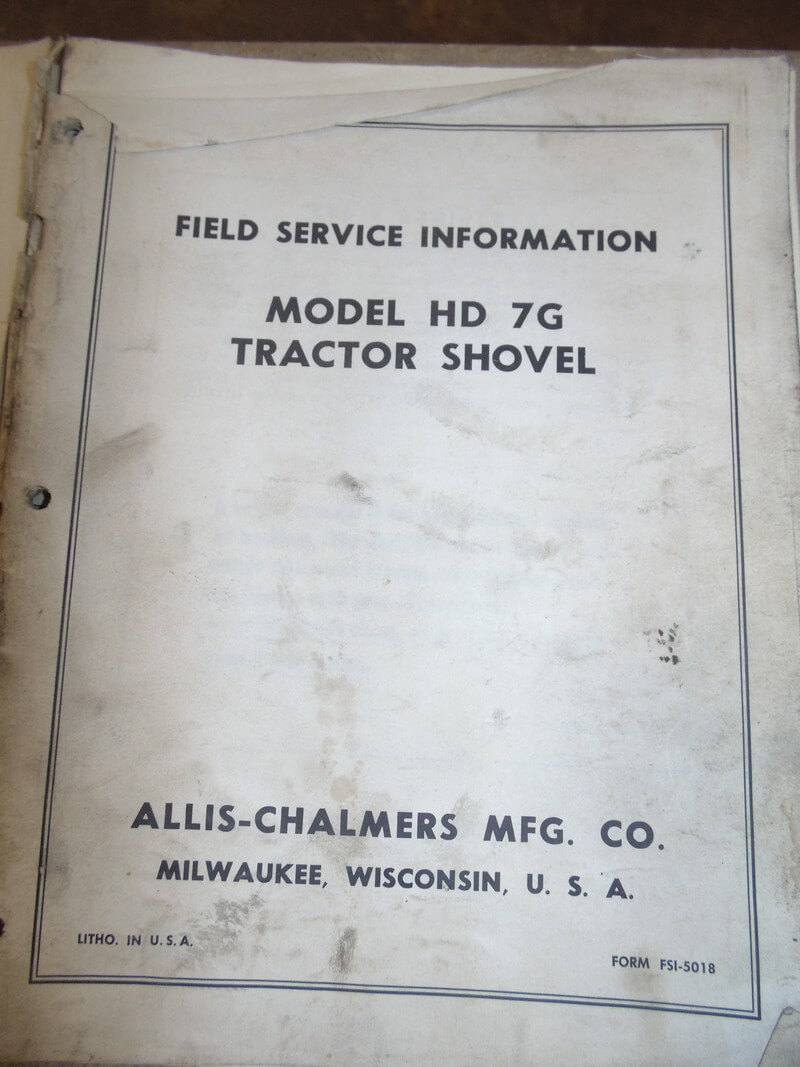 FIELD SERVICE INFORMATION
MODEL HD 7G
TRACTOR SHOVEL
ALLIS-CHALMERS MFG. CO.
MILWAUKEE, WISCONSIN, U. S. A.
LITHO. IN U. S. A.
FORM FSI-5018